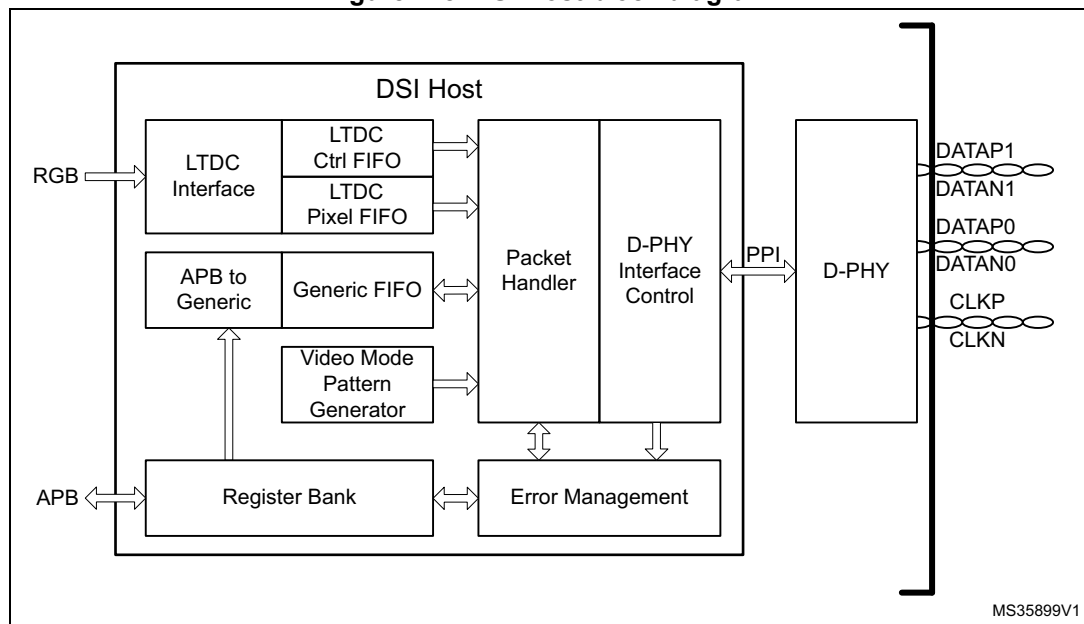 DSI Host
RGB
LTDC
Interface
LTDC
Ctrl FIFO
LTDC
Pixel FIFO
APB to
Generic
Generic FIFO
Video Mode
Pattern
Generator
Packet
Handler
D-PHY
Interface
Control
PPI
D-PHY
DATAP1
DATAN1
DATAP0
DATAN0
CLKP
CLKN
APB
Register Bank
Error Management
MS35899V1